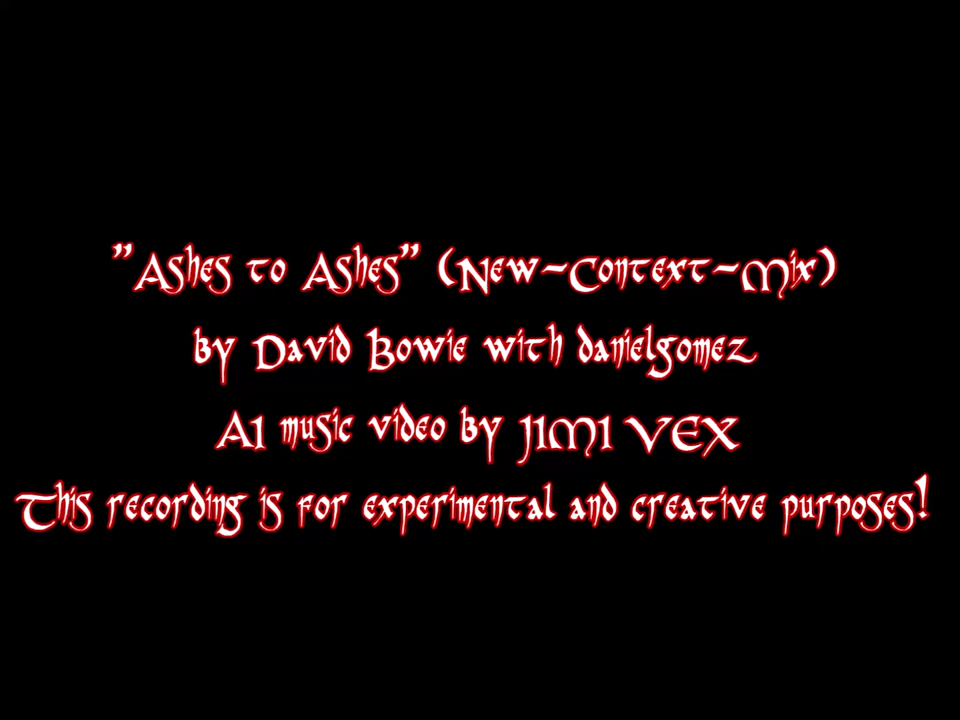 "Ashes to Ashes" (New-Context-Mix)
by David Bowie with danielgomez
AI music video by JIMI VEX
This recording is for experimental and creative purposes!